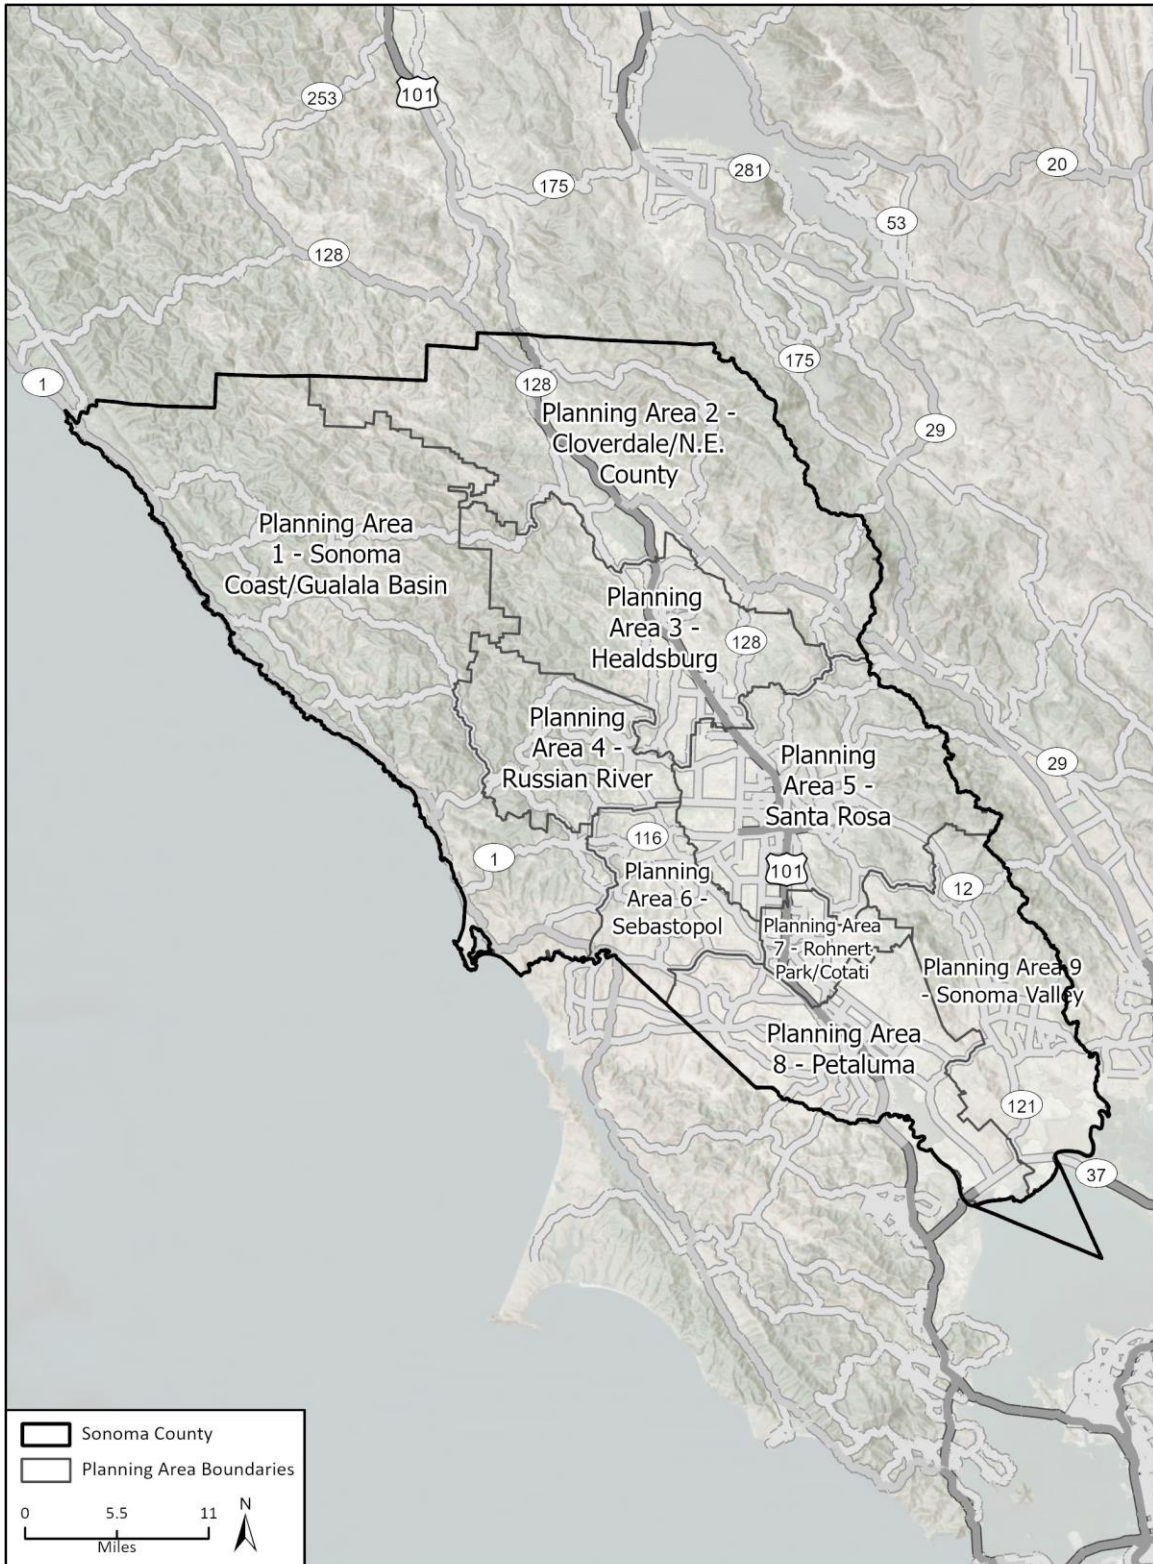 253
101
175
281
20
53
128
175
1
128
29
Planning Area 2 -
Cloverdale/N.E.
County
Planning Area
1 - Sonoma
Coast/Gualala Basin
Planning
Area 3 -
Healdsburg
128
Planning
Area 4 -
Russian River
Planning
Area 5 -
Santa Rosa
29
116
1
101
12
Planning
Area 6 -
Sebastopol
Planning Area
7 - Rohnert
Park/Cotati
Planning Area 9
- Sonoma Valley
Planning Area
8 - Petaluma
121
37
Sonoma County
Planning Area Boundaries
0 5.5 11
Miles
N